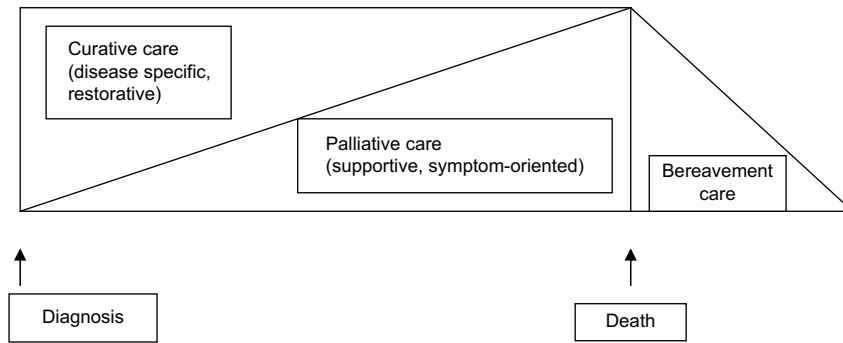 Curative care
(disease specific,
restorative)
Palliative care
(supportive, symptom-oriented)
Bereavement
care
Diagnosis
Death